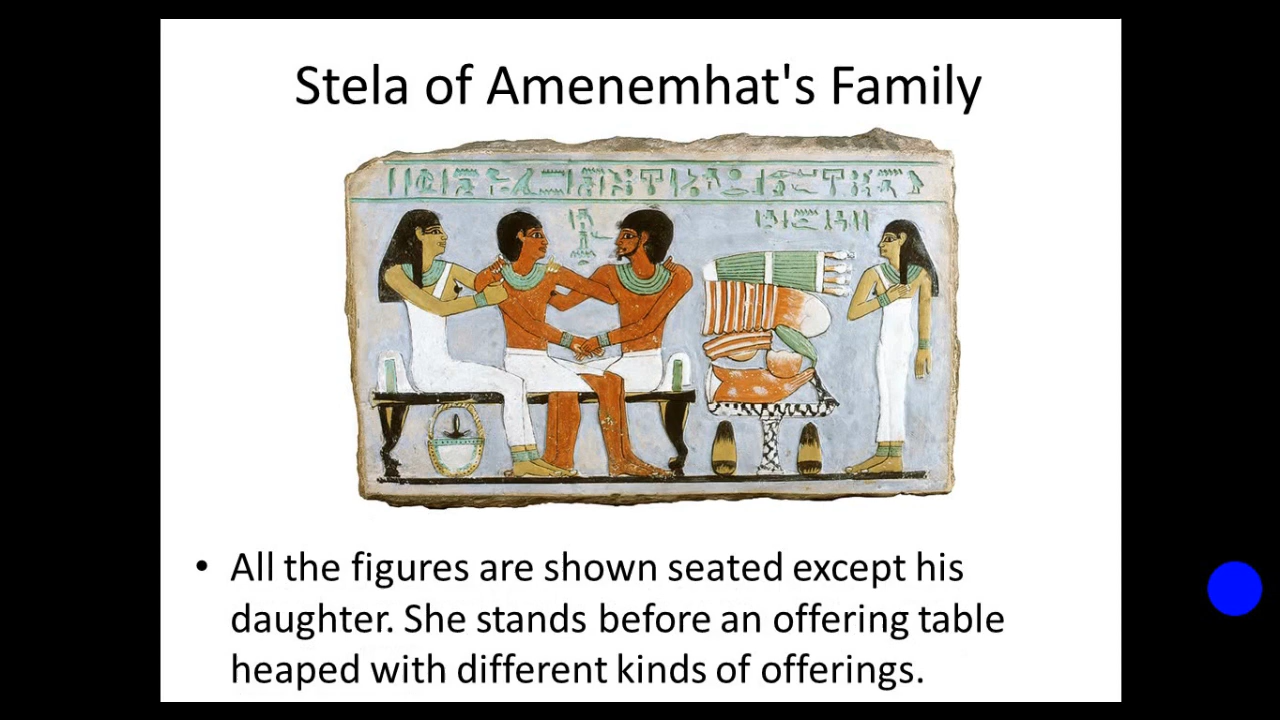 Stela of Amenemhat's Family
• All the figures are shown seated except his
daughter. She stands before an offering table
heaped with different kinds of offerings.